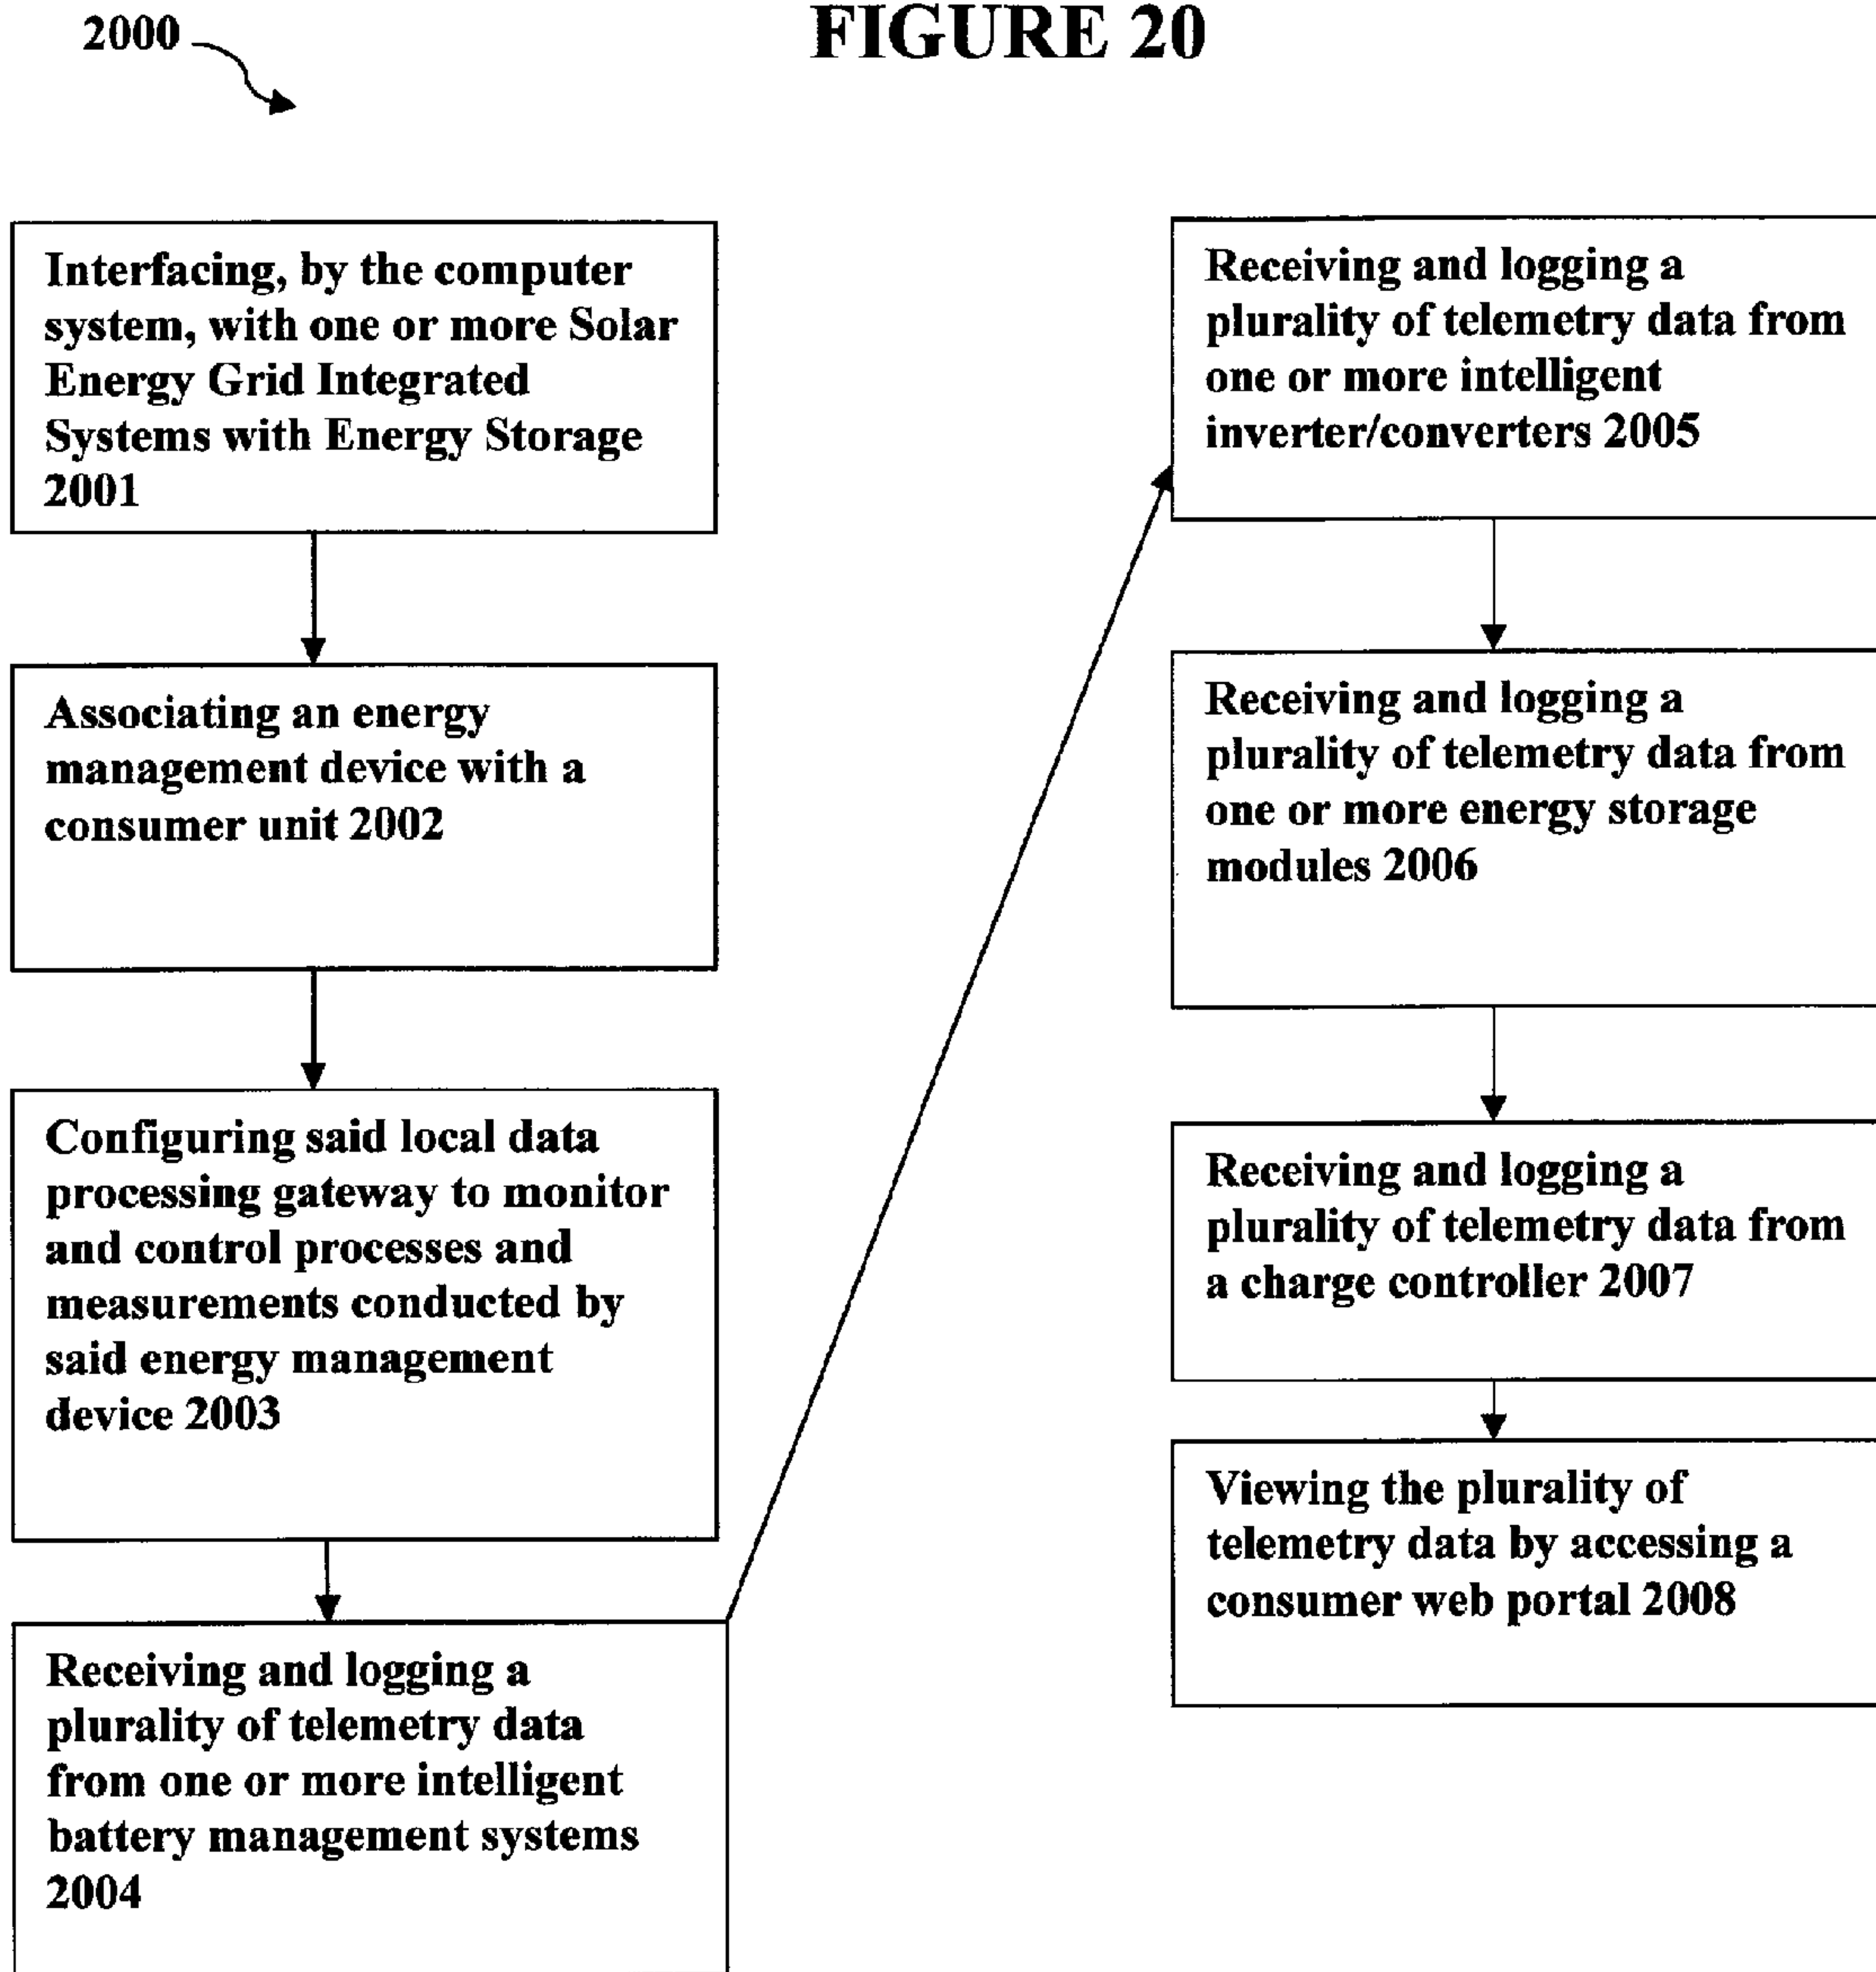 FIGURE 20
2000
Interfacing, by the computer
system, with one or more Solar
Energy Grid Integrated
Systems with Energy Storage
2001
Associating an energy
management device with a
consumer unit 2002
Configuring said local data
processing gateway to monitor
and control processes and
measurements conducted by
said energy management
device 2003
Receiving and logging a
plurality of telemetry data
from one or more intelligent
battery management systems
2004
Receiving and logging a
plurality of telemetry data from
one or more intelligent
inverter/converters 2005
Receiving and logging a
plurality of telemetry data from
one or more energy storage
modules 2006
Receiving and logging a
plurality of telemetry data from
a charge controller 2007
Viewing the plurality of
telemetry data by accessing a
consumer web portal 2008